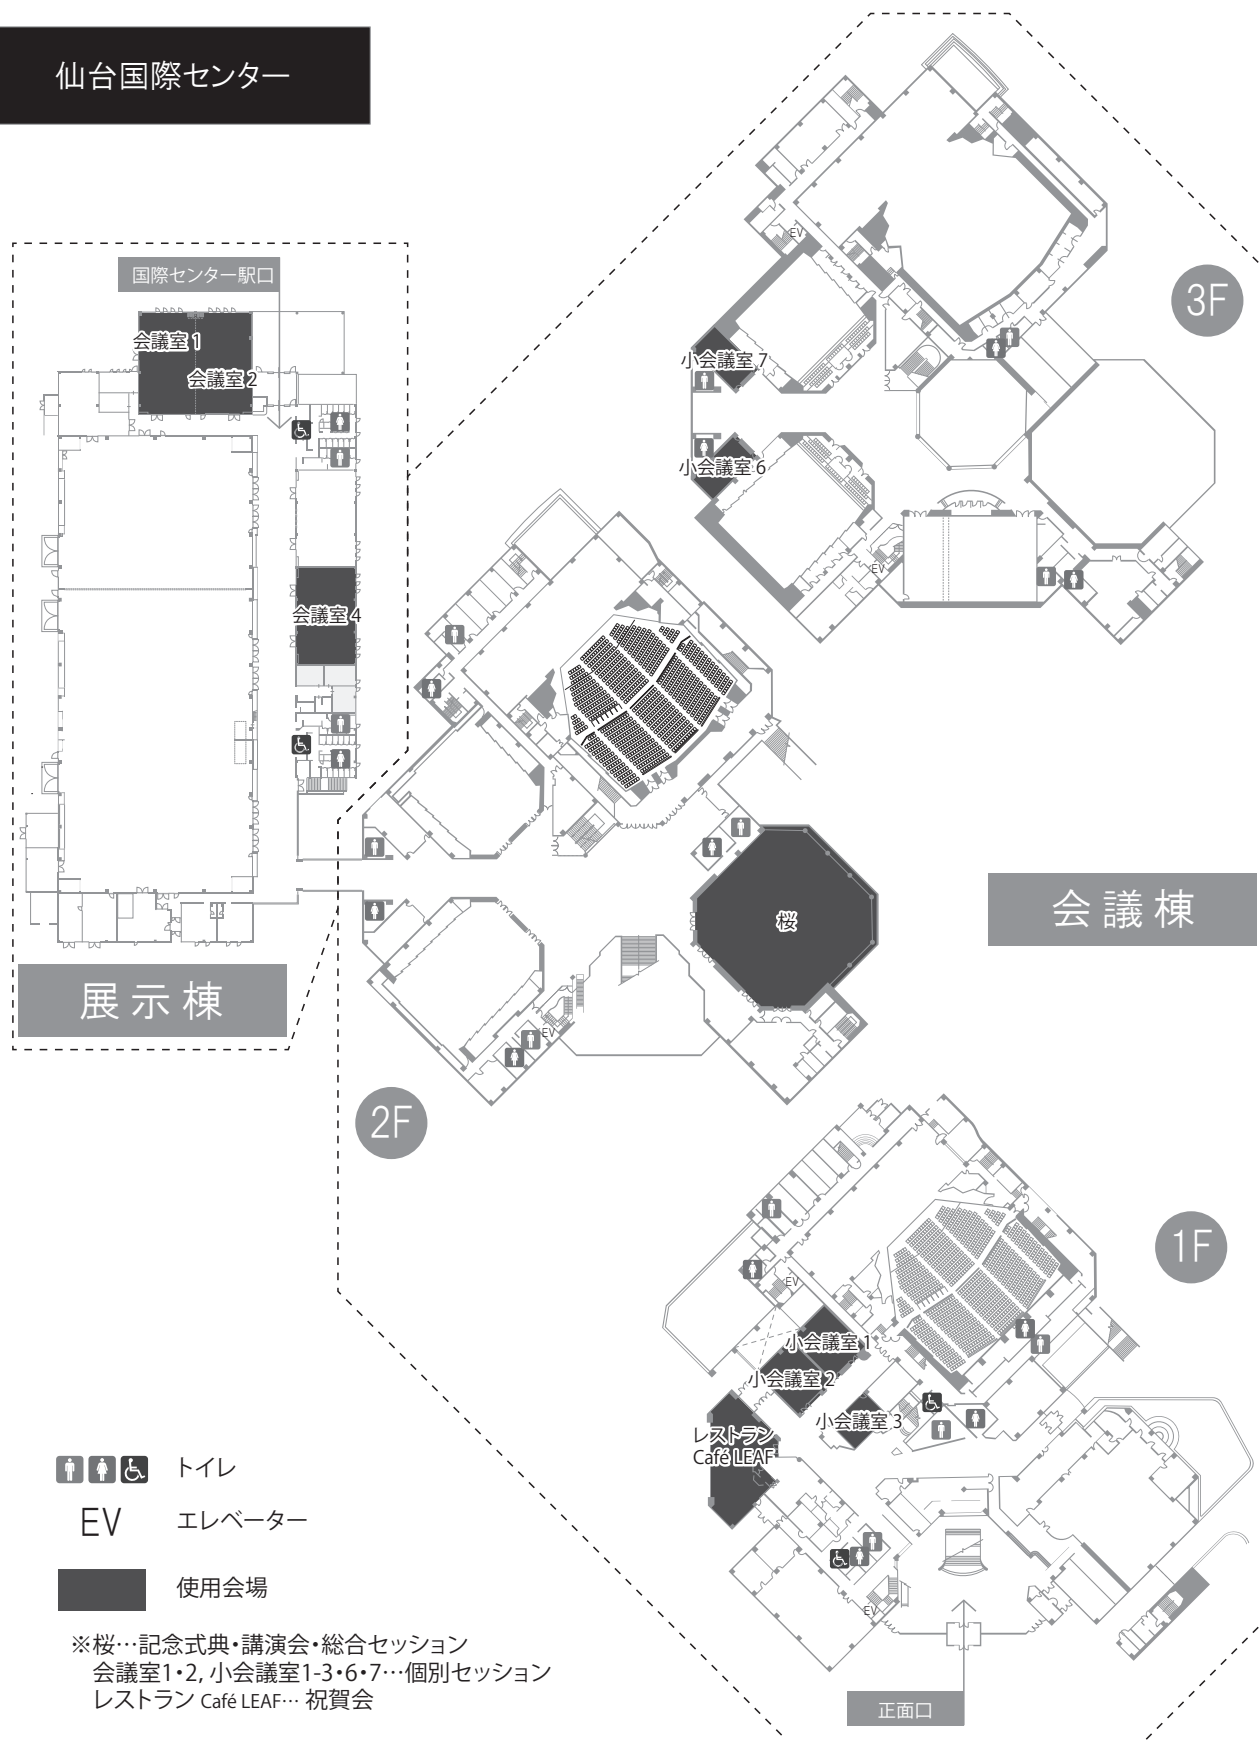 仙台国際センター
国際センター駅口
会議室 1
会議室 2
会議室 4
展示棟
3F
EV
小会議室 7
小会議室 6
EV
会議棟
桜
EV
2F
1F
EV
小会議室 1
小会議室 2
小会議室 3
レストラン
Café LEAF
EV
正面口
トイレ
EV エレベーター
使用会場
※桜…記念式典・講演会・総合セッション
会議室1・2, 小会議室1-3・6・7…個別セッション
レストラン Café LEAF… 祝賀会